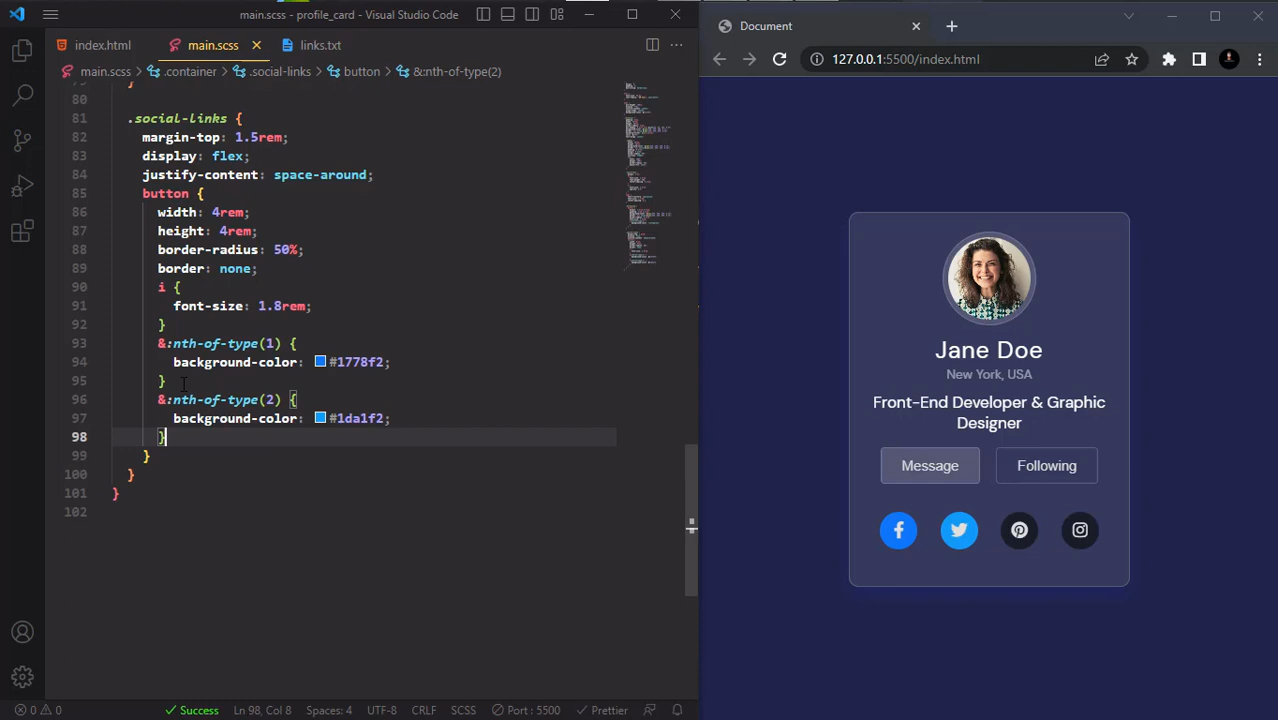 main.scss - profile_card - Visual Studio Code
index.html
main.scss
links.txt
main.scss > .container > .social-links > button > &:nth-of-type(2)
80
81 .social-links {
82 margin-top: 1.5rem;
83 display: flex;
84 justify-content: space-around;
85 button {
86 width: 4rem;
87 height: 4rem;
88 border-radius: 50%;
89 border: none;
90 i {
91 font-size: 1.8rem;
92 }
93 &:nth-of-type(1) {
94 background-color: #1778f2;
95 }
96 &:nth-of-type(2) {
97 background-color: #1da1f2;
98 }
99 }
100 }
101 }
102
0 0
Success
Ln 98, Col 8
Spaces: 4
UTF-8
CRLF
SCSS
Port : 5500
Prettier
Document
127.0.0.1:5500/index.html
Jane Doe
New York, USA
Front-End Developer & Graphic
Designer
Message
Following